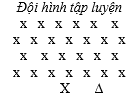 Đội hình tập luyện
x x x x x x
x x x x x x x
x x x x x x
x x x x x x x
X Δ